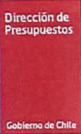 Dirección de
Presupuestos
Gobierno de Chile